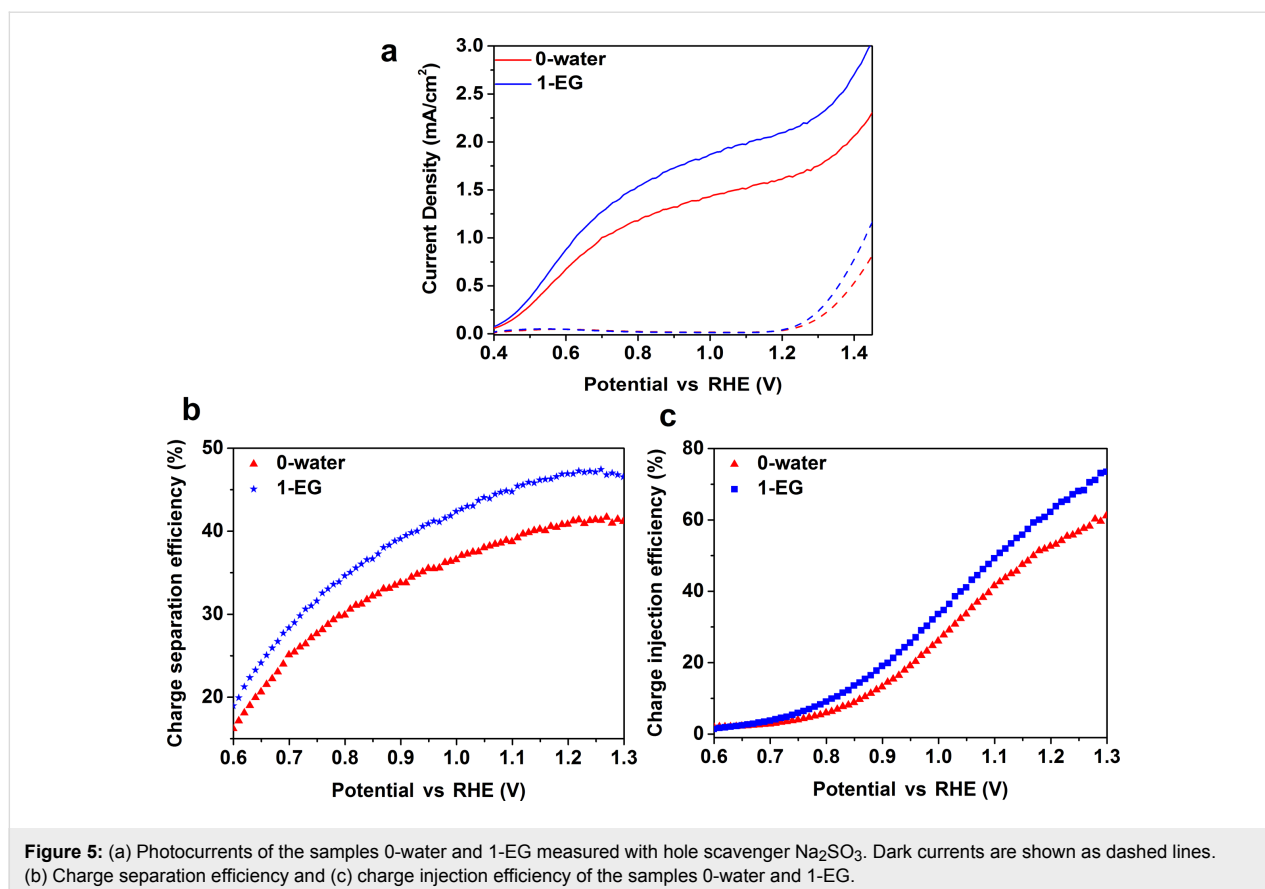 a
0-water
1-EG
3.0
2.5
2.0
1.5
1.0
0.5
0.0
Current Density (mA/cm²)
0.4 0.6 0.8 1.0 1.2 1.4
Potential vs RHE (V)
b
0-water
1-EG
50
40
30
20
Charge separation efficiency (%)
0.6 0.7 0.8 0.9 1.0 1.1 1.2 1.3
Potential vs RHE (V)
c
0-water
1-EG
80
60
40
20
0
Charge injection efficiency (%)
0.6 0.7 0.8 0.9 1.0 1.1 1.2 1.3
Potential vs RHE (V)
Figure 5: (a) Photocurrents of the samples 0-water and 1-EG measured with hole scavenger Na₂SO₃. Dark currents are shown as dashed lines.
(b) Charge separation efficiency and (c) charge injection efficiency of the samples 0-water and 1-EG.